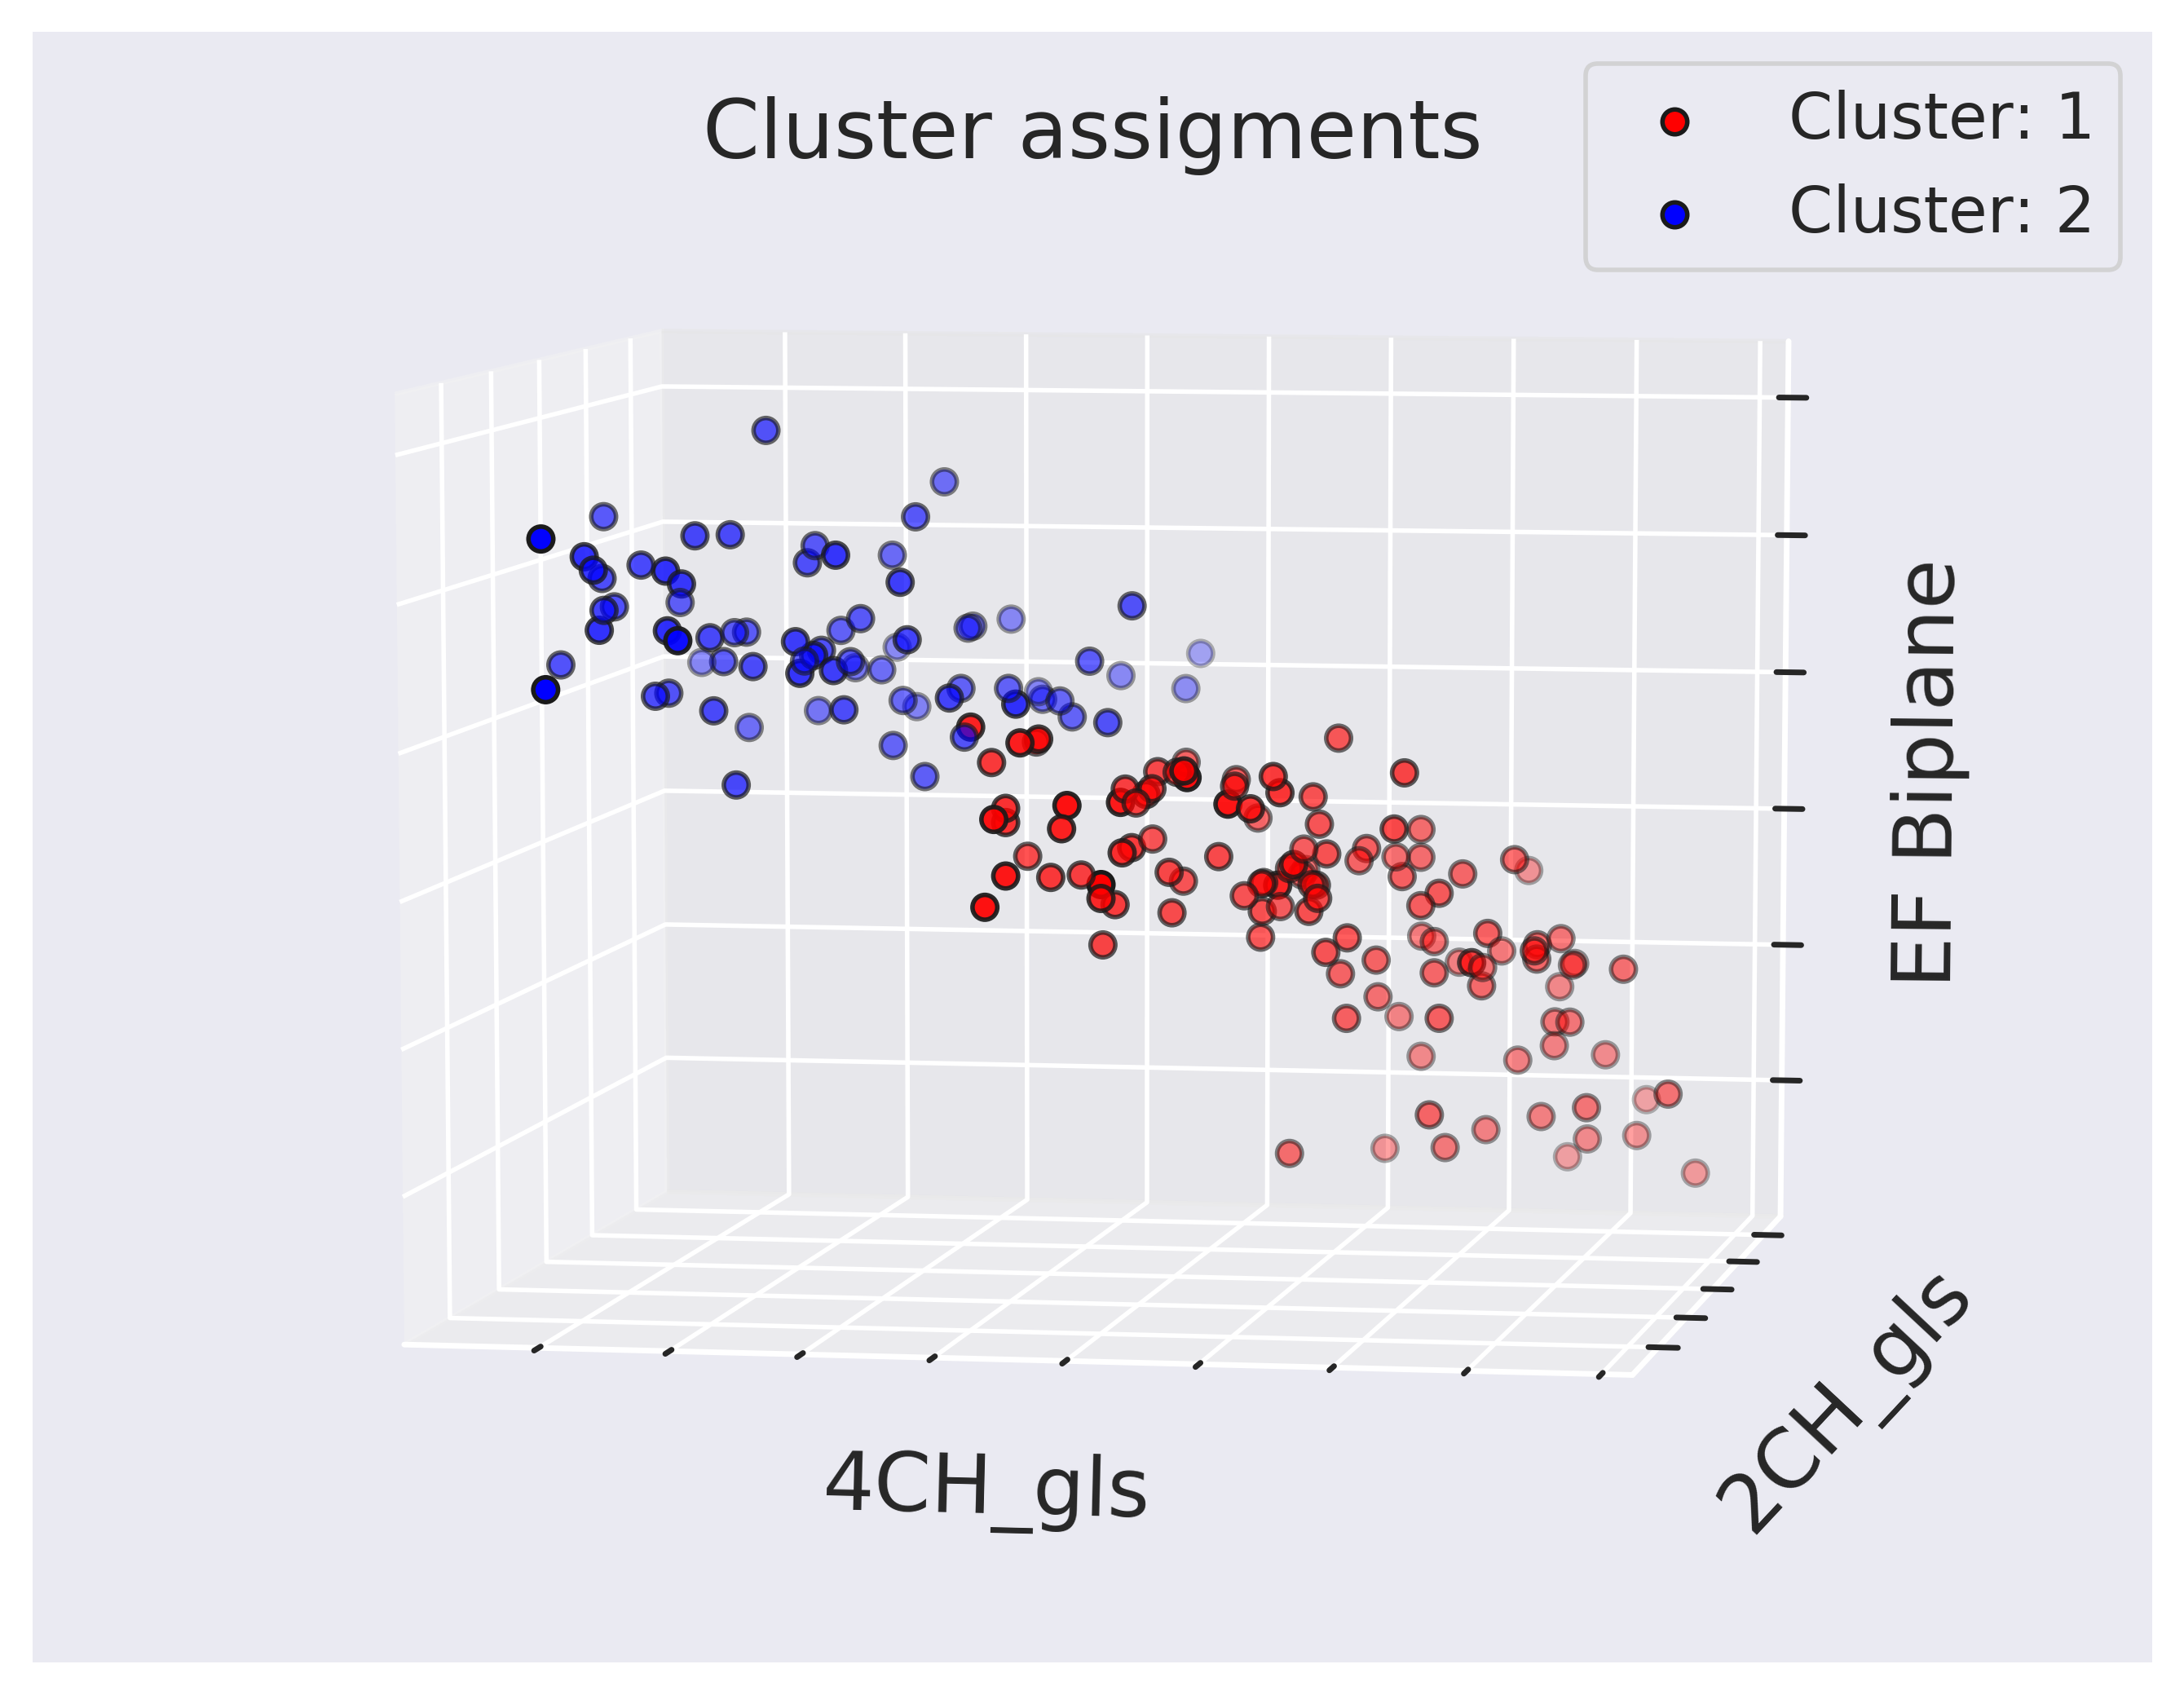 Cluster assigments
Cluster: 1
Cluster: 2
EF Biplane
2CH_gls
4CH_gls